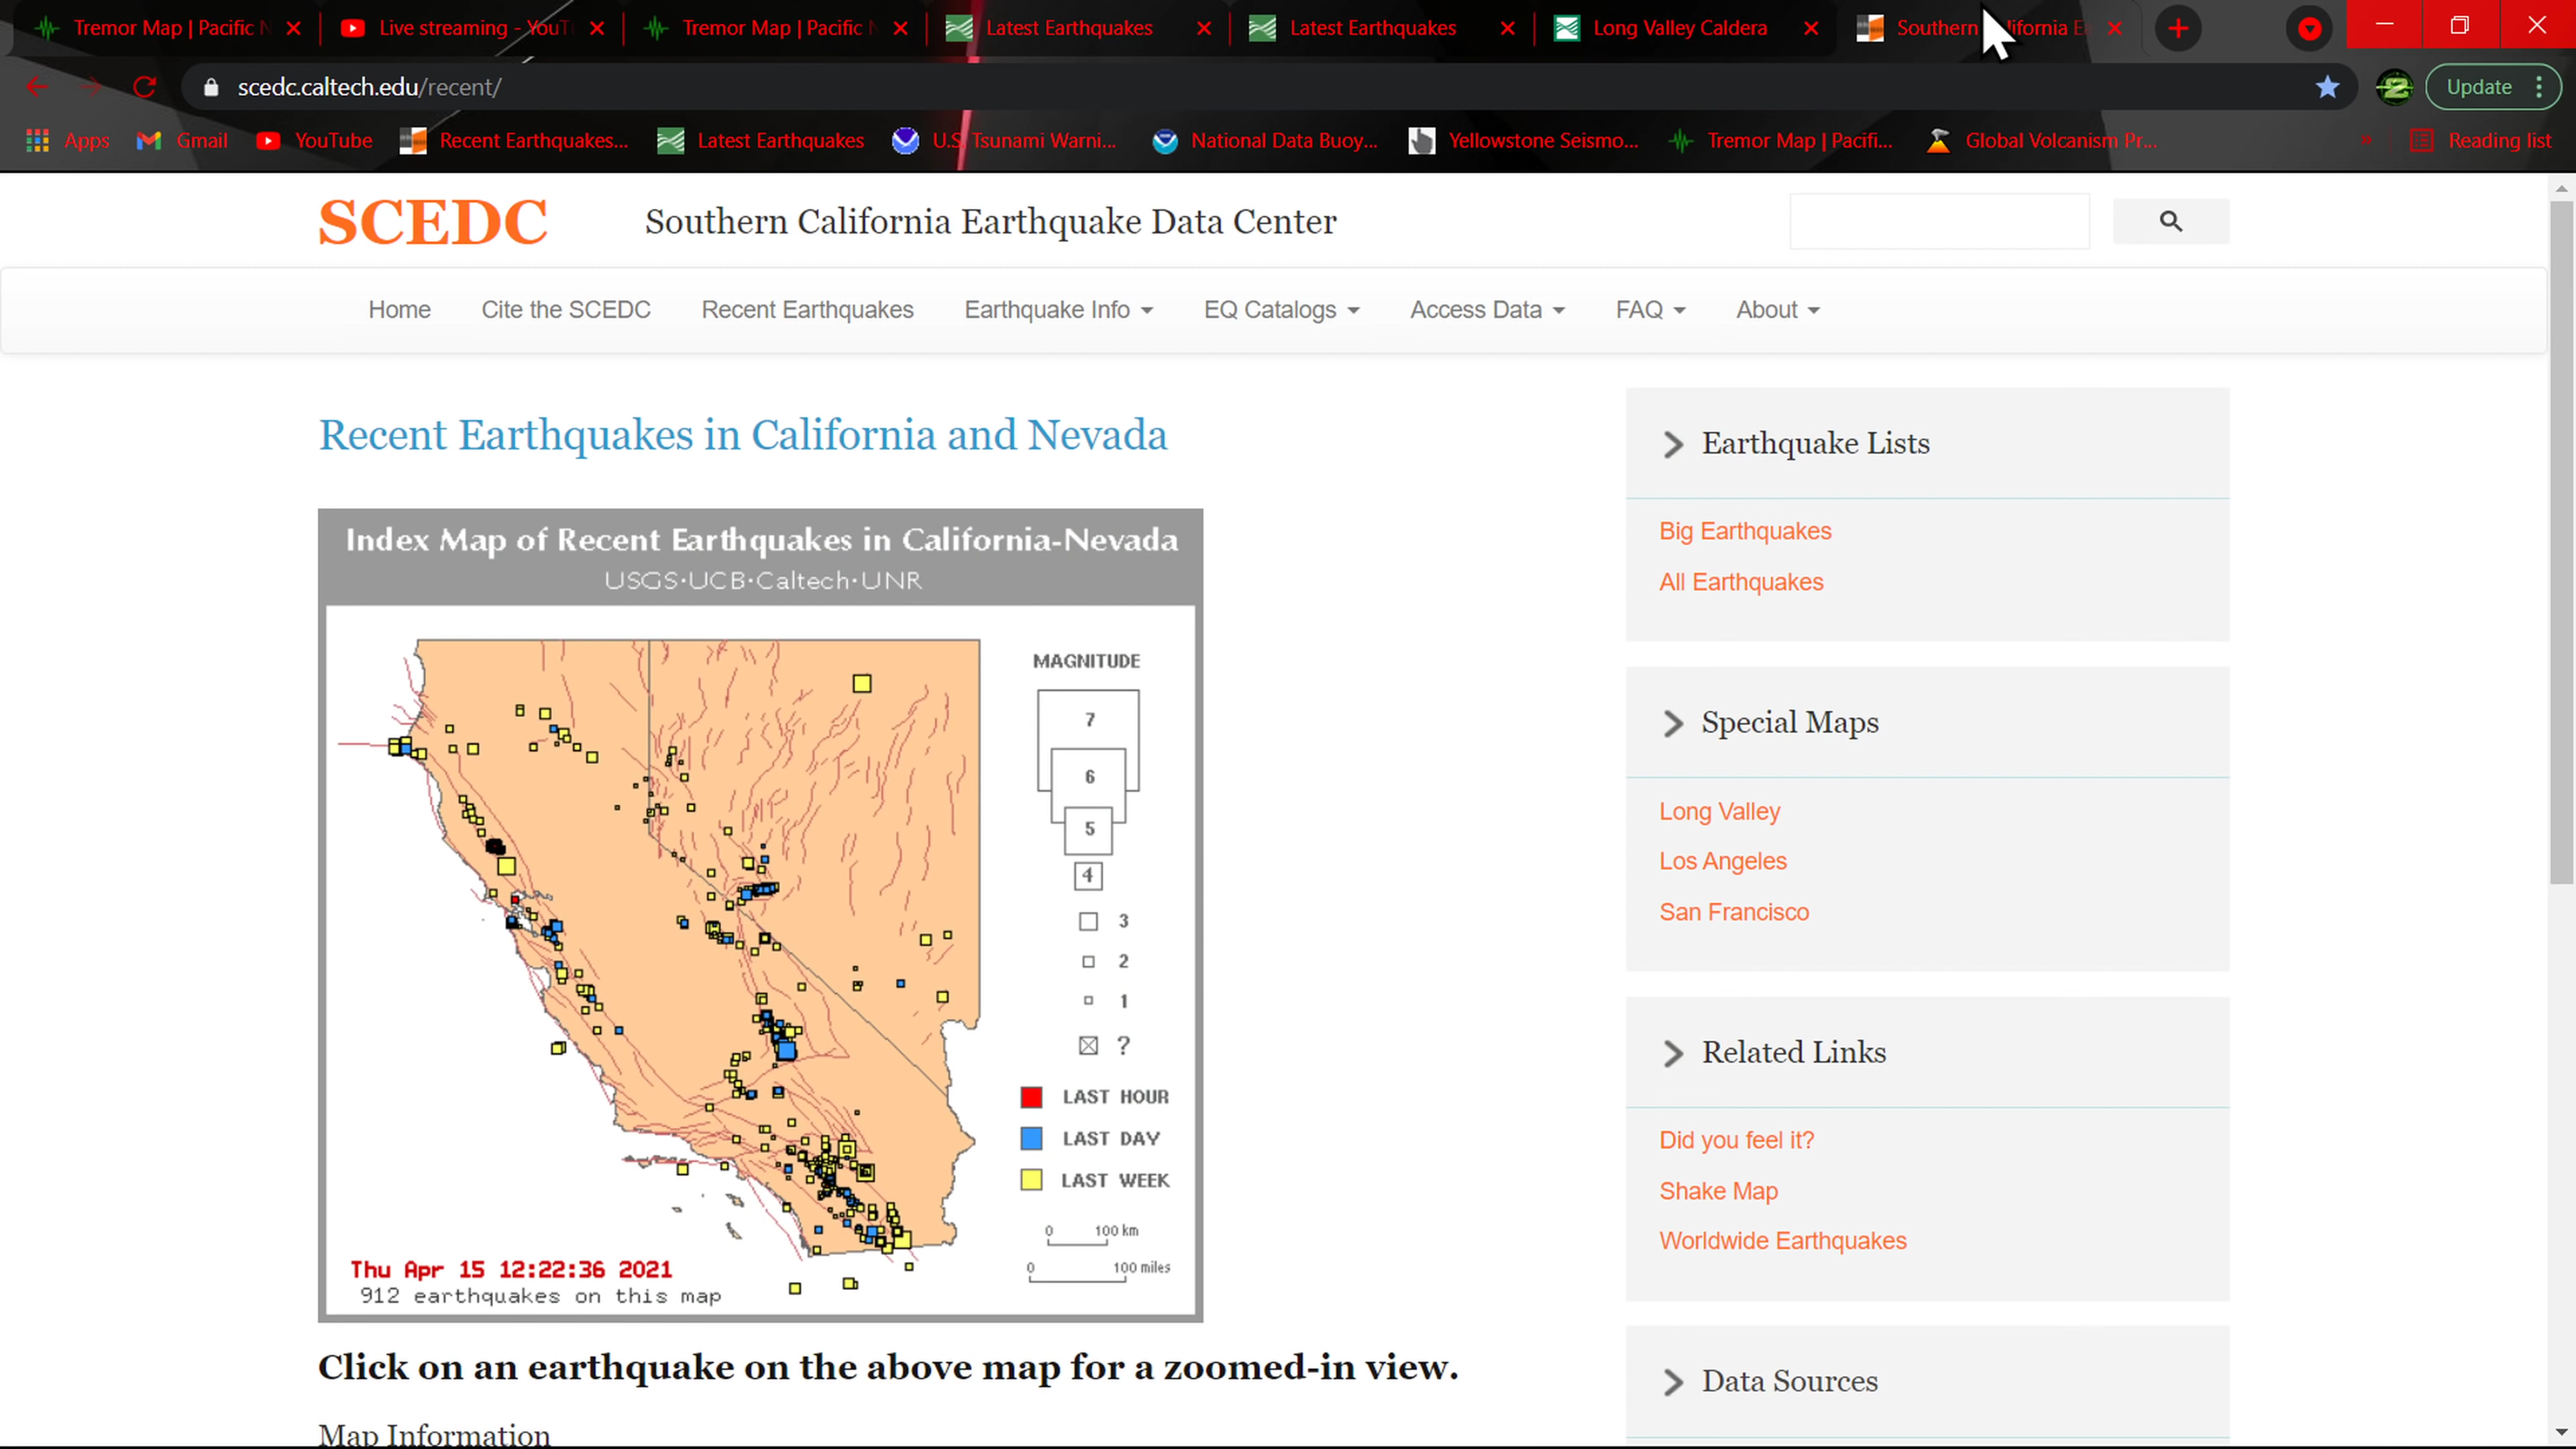 Tremor Map | Pacific N
Live streaming - YouT
Tremor Map | Pacific N
Latest Earthquakes
Latest Earthquakes
Long Valley Caldera
Southern
ifornia E
scedc.caltech.edu/recent/
Update
Apps
Gmail
YouTube
Recent Earthquakes...
Latest Earthquakes
U.S. Tsunami Warni...
National Data Buoy...
Yellowstone Seismo...
Tremor Map | Pacifi...
Global Volcanism Pr...
Reading list
SCEDC
Southern California Earthquake Data Center
Home
Cite the SCEDC
Recent Earthquakes
Earthquake Info
EQ Catalogs
Access Data
FAQ
About
Recent Earthquakes in California and Nevada
Index Map of Recent Earthquakes in California-Nevada
USGS·UCB·Caltech·UNR
MAGNITUDE
7
6
5
4
3
2
1
?
LAST HOUR
LAST DAY
LAST WEEK
0 100 km
0 100 miles
Thu Apr 15 12:22:36 2021
912 earthquakes on this map
Click on an earthquake on the above map for a zoomed-in view.
Map Information
Earthquake Lists
Big Earthquakes
All Earthquakes
Special Maps
Long Valley
Los Angeles
San Francisco
Related Links
Did you feel it?
Shake Map
Worldwide Earthquakes
Data Sources